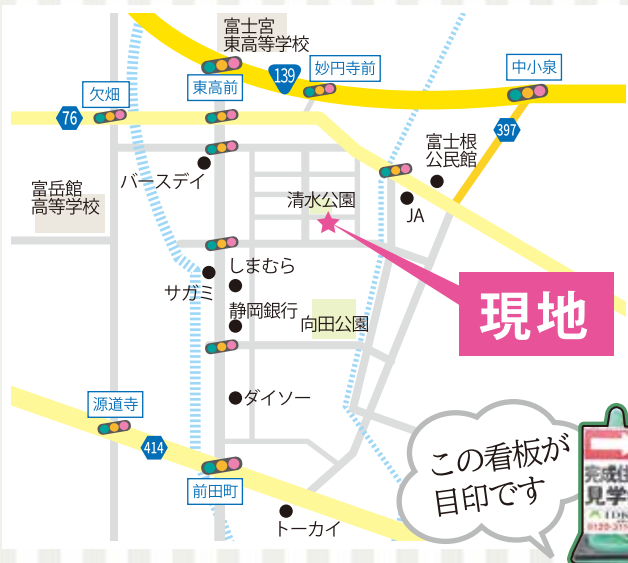 富士宮
東高等学校
139
妙円寺前
中小泉
東高前
欠畑
76
397
富士根
公民館
バースデイ
富岳館
高等学校
清水公園
JA
しまむら
サガミ
現地
静岡銀行
向田公園
ダイソー
源道寺
414
前田町
トーカイ
この看板が
目印です
完成住
見学